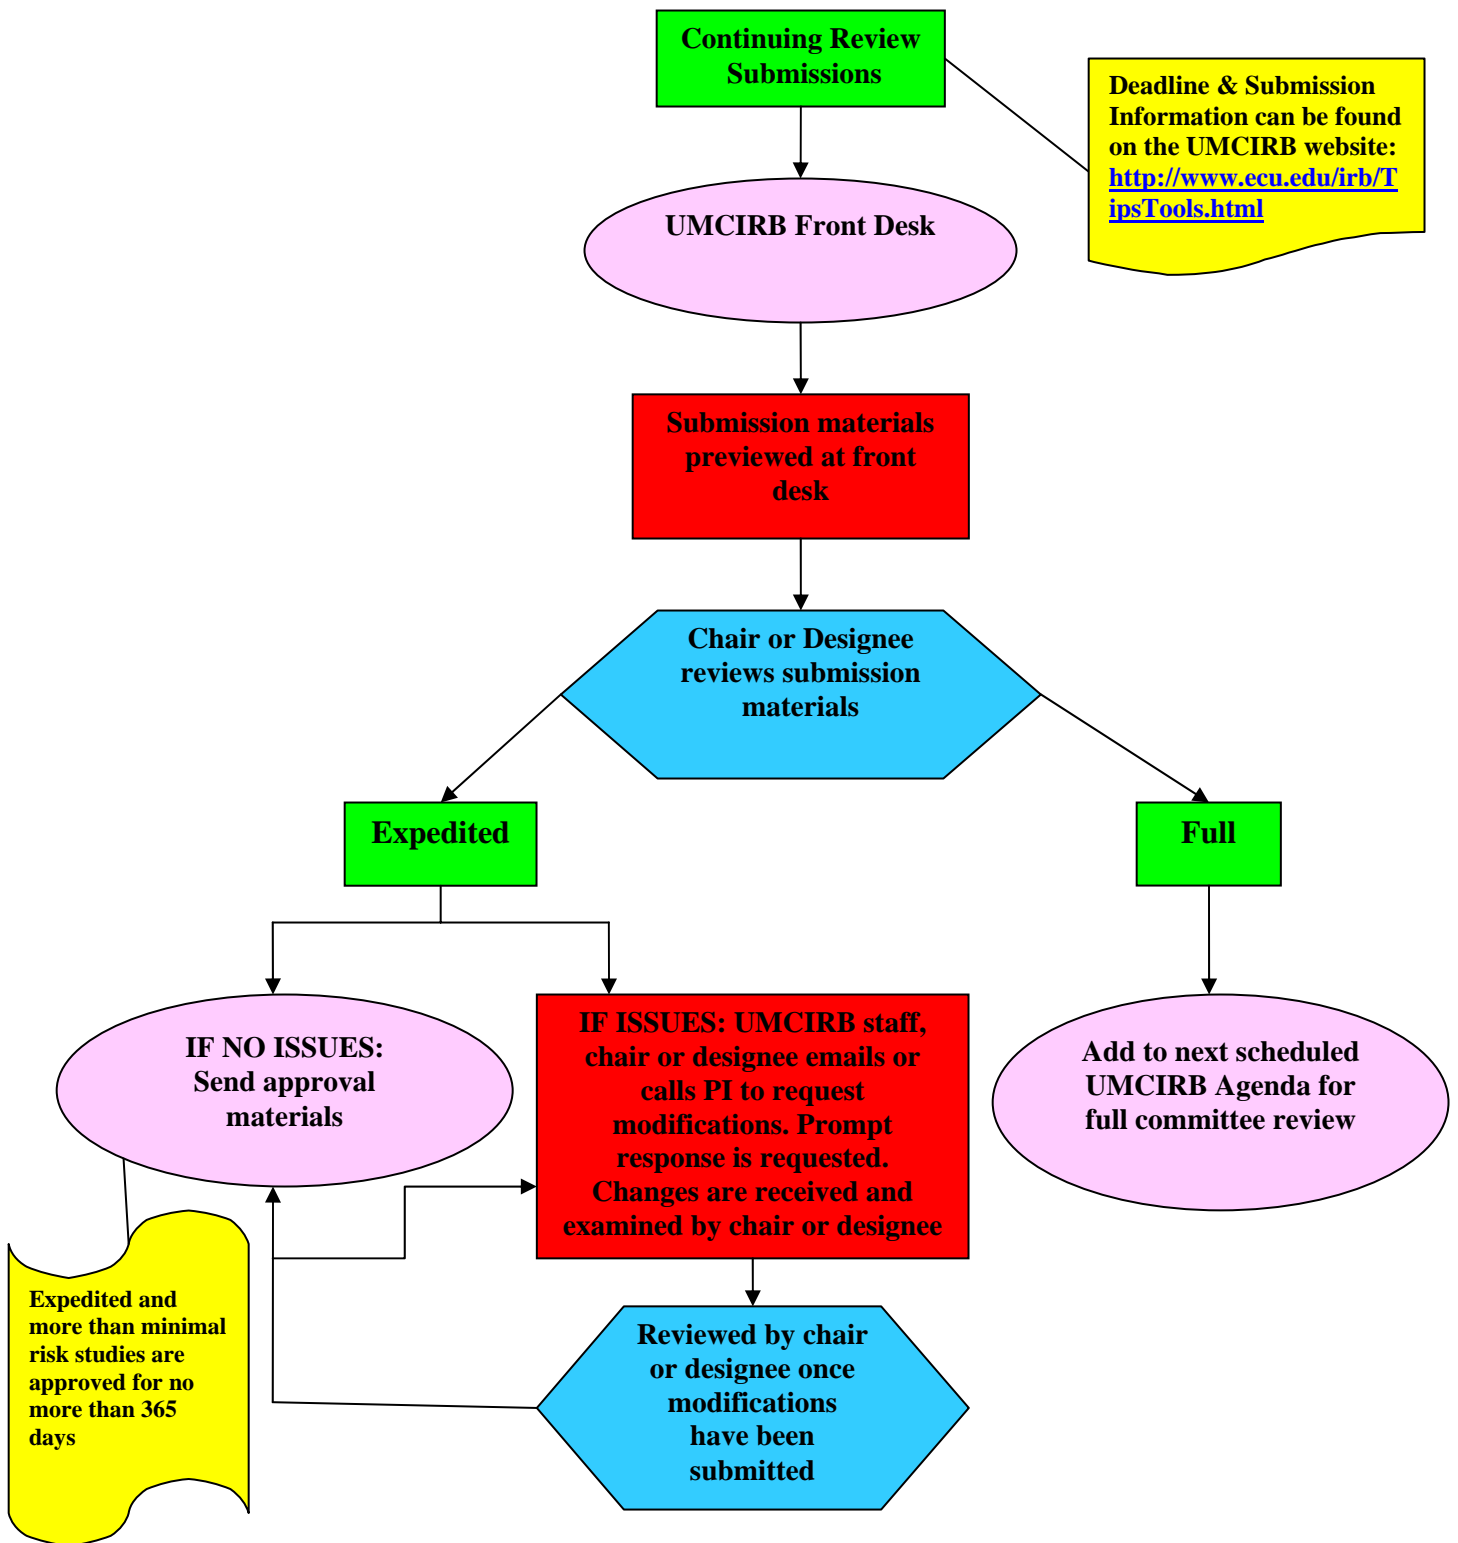 Continuing Review
Submissions
Deadline & Submission
Information can be found
on the UMCIRB website:
http://www.ecu.edu/irb/T
ipsTools.html
UMCIRB Front Desk
Submission materials
previewed at front
desk
Chair or Designee
reviews submission
materials
Expedited
Full
IF NO ISSUES:
Send approval
materials
IF ISSUES: UMCIRB staff,
chair or designee emails or
calls PI to request
modifications. Prompt
response is requested.
Changes are received and
examined by chair or designee
Add to next scheduled
UMCIRB Agenda for
full committee review
Expedited and
more than minimal
risk studies are
approved for no
more than 365
days
Reviewed by chair
or designee once
modifications
have been
submitted